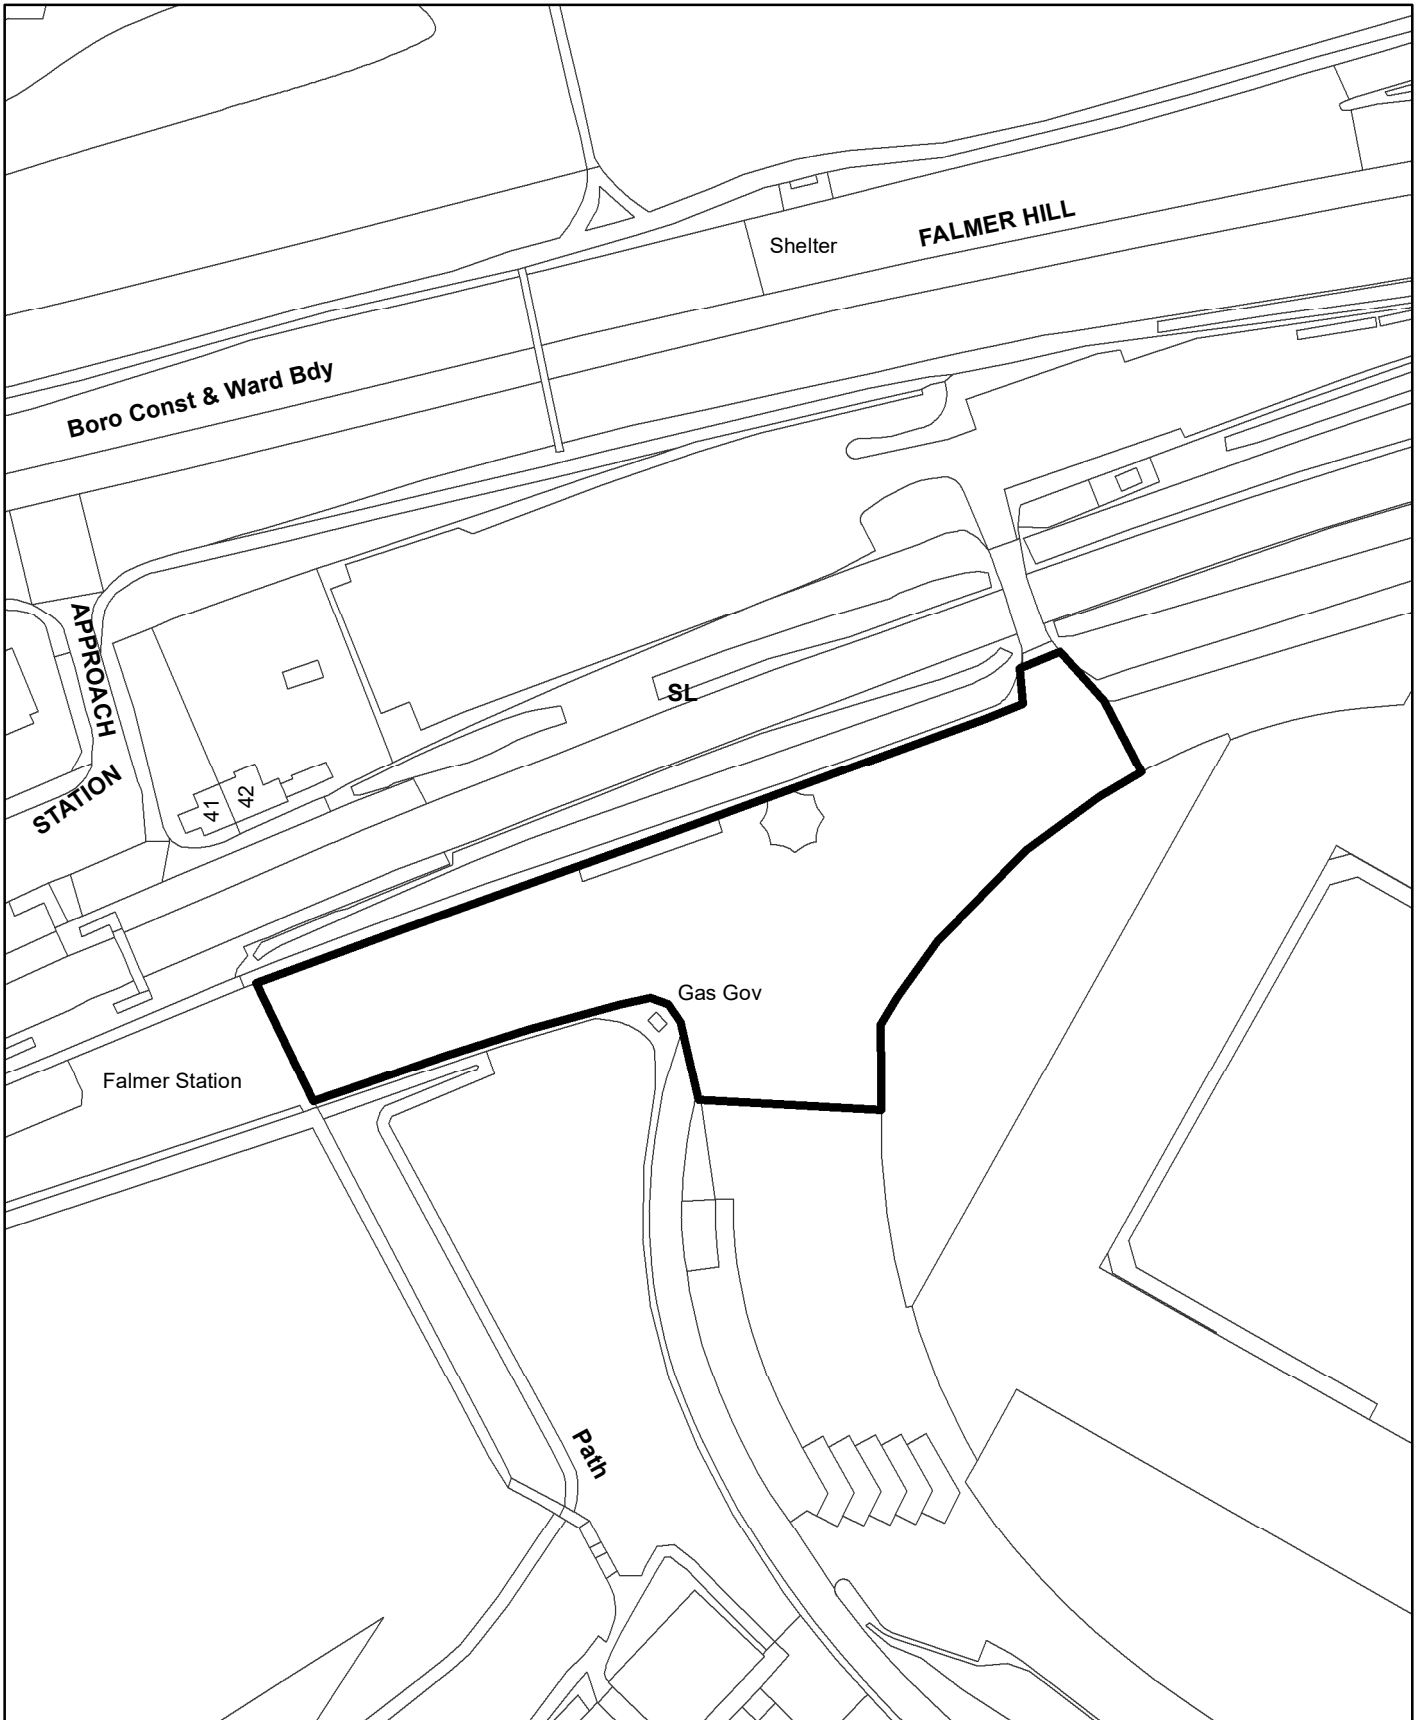 FALMER HILL
Shelter
Boro Const & Ward Bdy
APPROACH
STATION
SL
41
42
Gas Gov
Falmer Station
Path